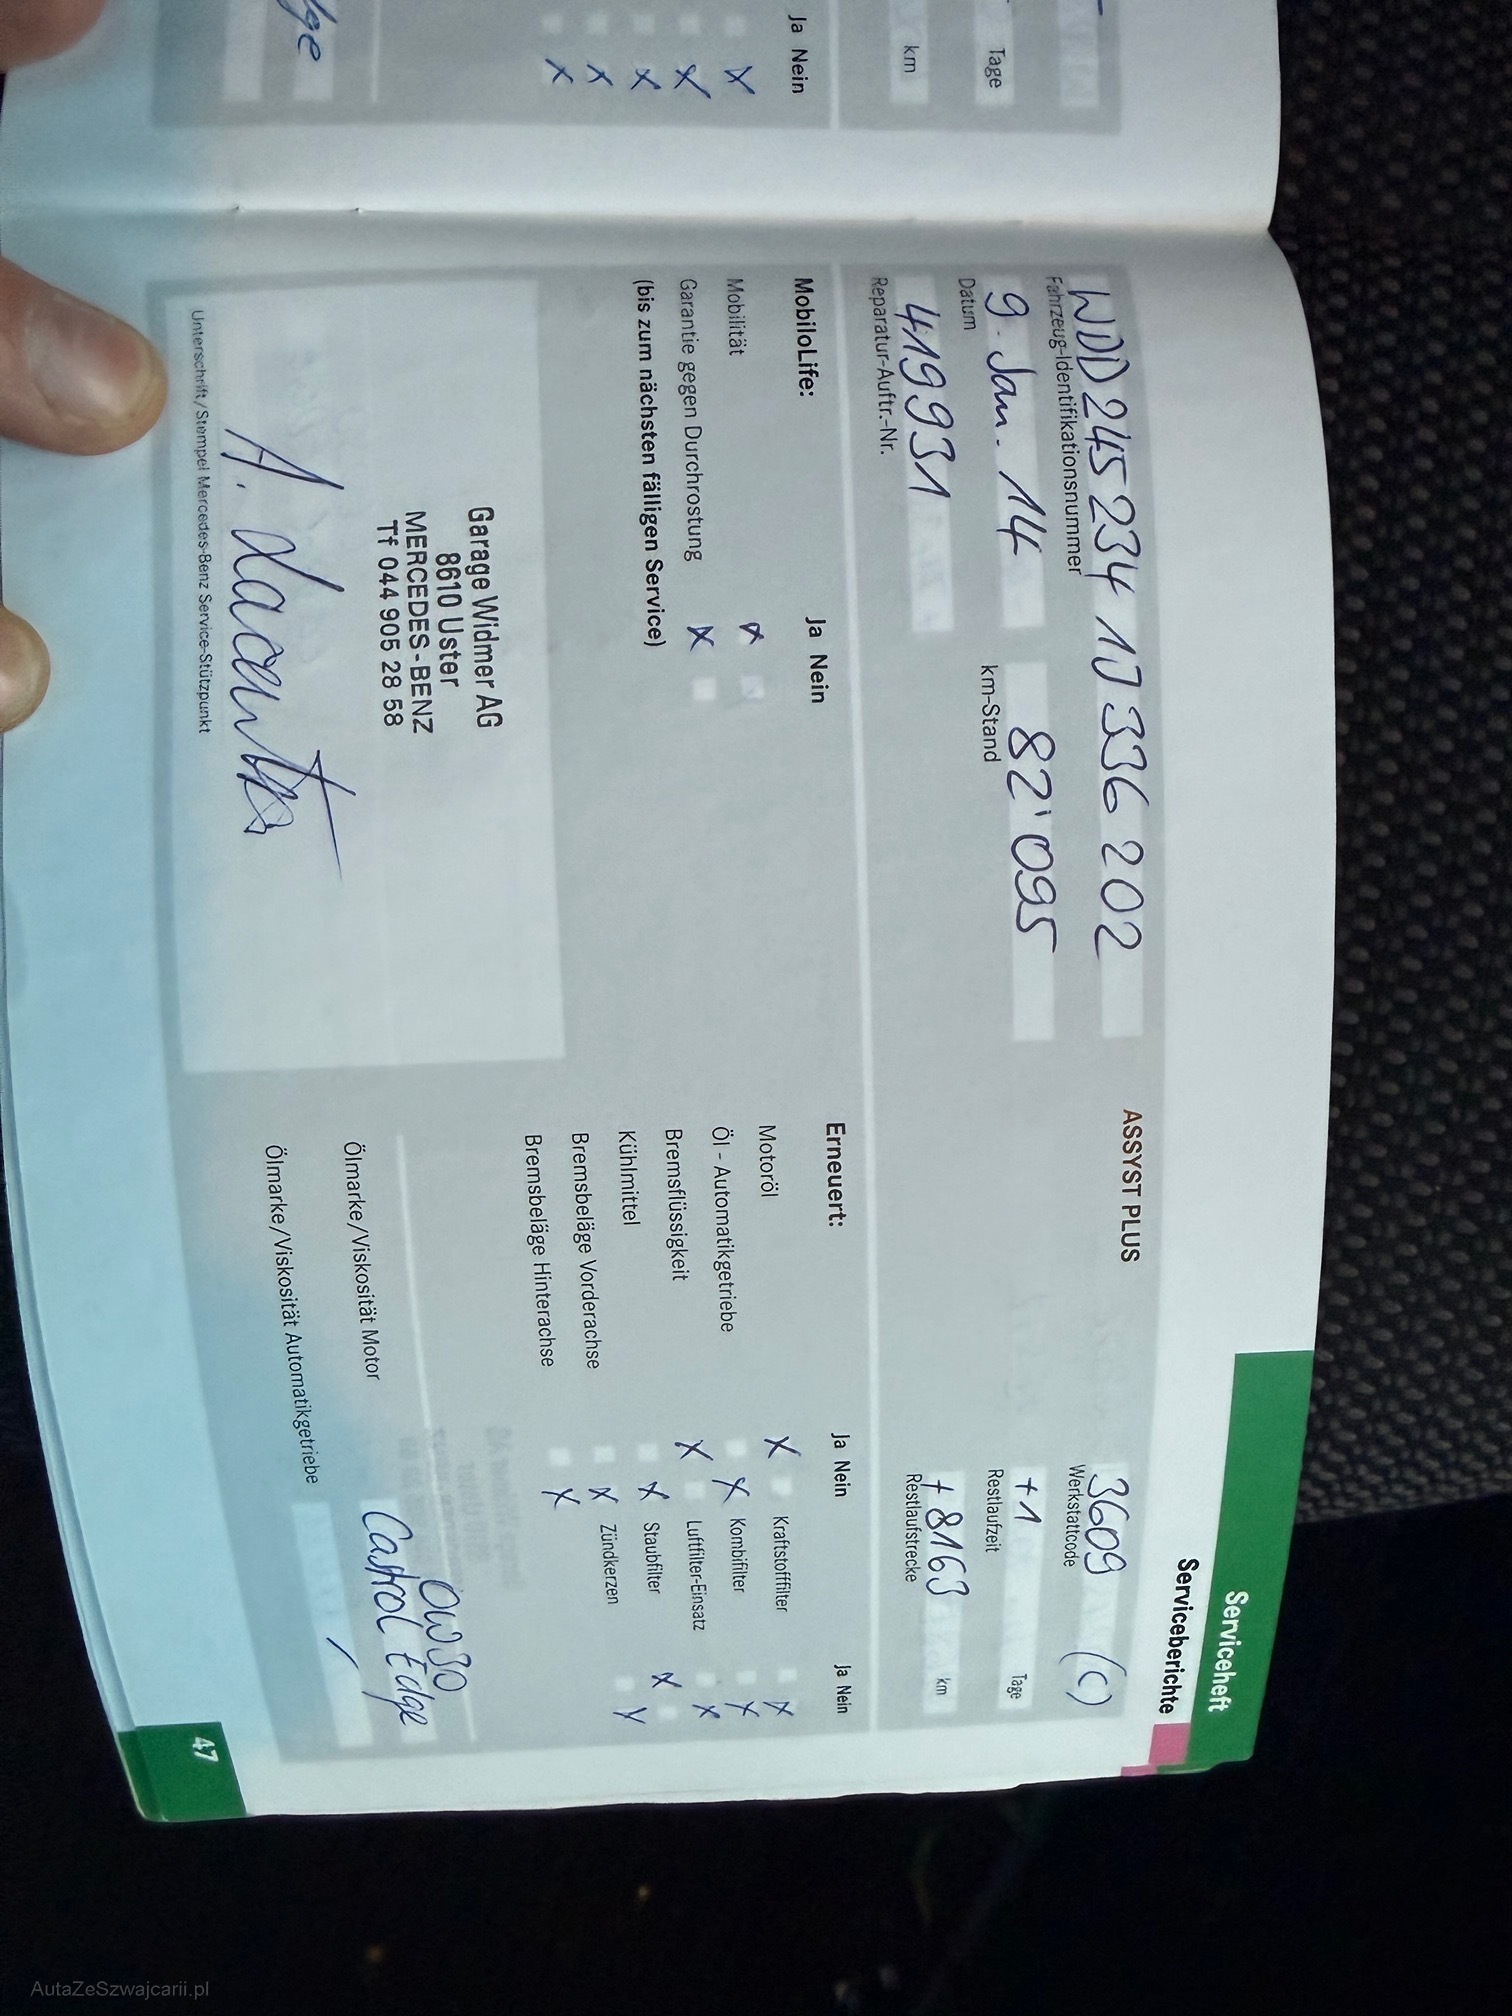 Serviceheft
Serviceberichte
WDD 245 234 1J 336 202
Fahrzeug-Identifikationsnummer
ASSYST PLUS
3609 (C)
Werkstattcode
9. Jan. 14
Datum
82'095
km-Stand
+1 Tage
Restlaufzeit
419931
Reparatur-Auftr.-Nr.
+8163 km
Restlaufstrecke
MobiloLife: Ja Nein
Mobilität x
Garantie gegen Durchrostung x
(bis zum nächsten fälligen Service)
Garage Widmer AG
8610 Uster
MERCEDES-BENZ
Tf 044 905 28 58
Unterschrift/Stempel Mercedes-Benz Service-Stützpunkt
Erneuert: Ja Nein Ja Nein
Motoröl x Kraftstofffilter x
Öl - Automatikgetriebe x Kombifilter x
Bremsflüssigkeit x Luftfilter-Einsatz x
Kühlmittel x Staubfilter x
Bremsbeläge Vorderachse x Zündkerzen x
Bremsbeläge Hinterachse x
0W30
Ölmarke/Viskosität Motor Castrol Edge
Ölmarke/Viskosität Automatikgetriebe /
47
Tage
km
Ja Nein
x
x
x
x
x
AutaZeSzwajcarii.pl